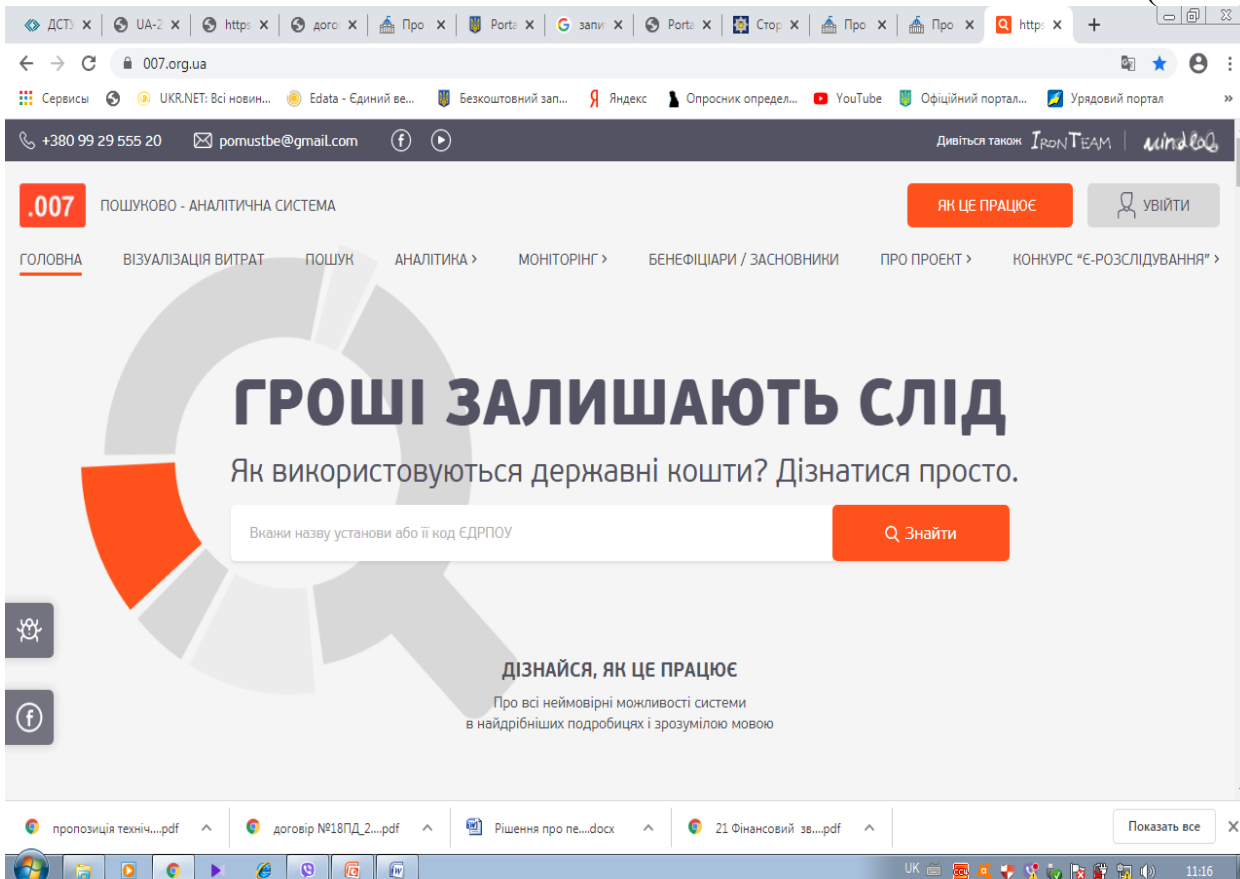 ДСТУ UA-2 https догов Про Porta запи Porta Стор Про Про https
007.org.ua
Сервисы UKR.NET: Всі новин... Edata - Єдиний ве... Безкоштовний зап... Яндекс Опросник определ... YouTube Офіційний портал... Урядовий портал »
+380 99 29 555 20 pomustbe@gmail.com Дивіться також IRONTEAM mindloQ
.007 ПОШУКОВО - АНАЛІТИЧНА СИСТЕМА ЯК ЦЕ ПРАЦЮЄ УВІЙТИ
ГОЛОВНА ВІЗУАЛІЗАЦІЯ ВИТРАТ ПОШУК АНАЛІТИКА › МОНІТОРІНГ › БЕНЕФІЦІАРИ / ЗАСНОВНИКИ ПРО ПРОЕКТ › КОНКУРС “Є-РОЗСЛІДУВАННЯ” ›
ГРОШІ ЗАЛИШАЮТЬ СЛІД
Як використовуються державні кошти? Дізнатися просто.
Вкажи назву установи або її код ЄДРПОУ Знайти
ДІЗНАЙСЯ, ЯК ЦЕ ПРАЦЮЄ
Про всі неймовірні можливості системи
в найдрібніших подробицях і зрозумілою мовою
пропозиція техніч....pdf договір №18ПД_2....pdf Рішення про пе....docx 21 Фінансовий зв....pdf Показать все
UK 11:16